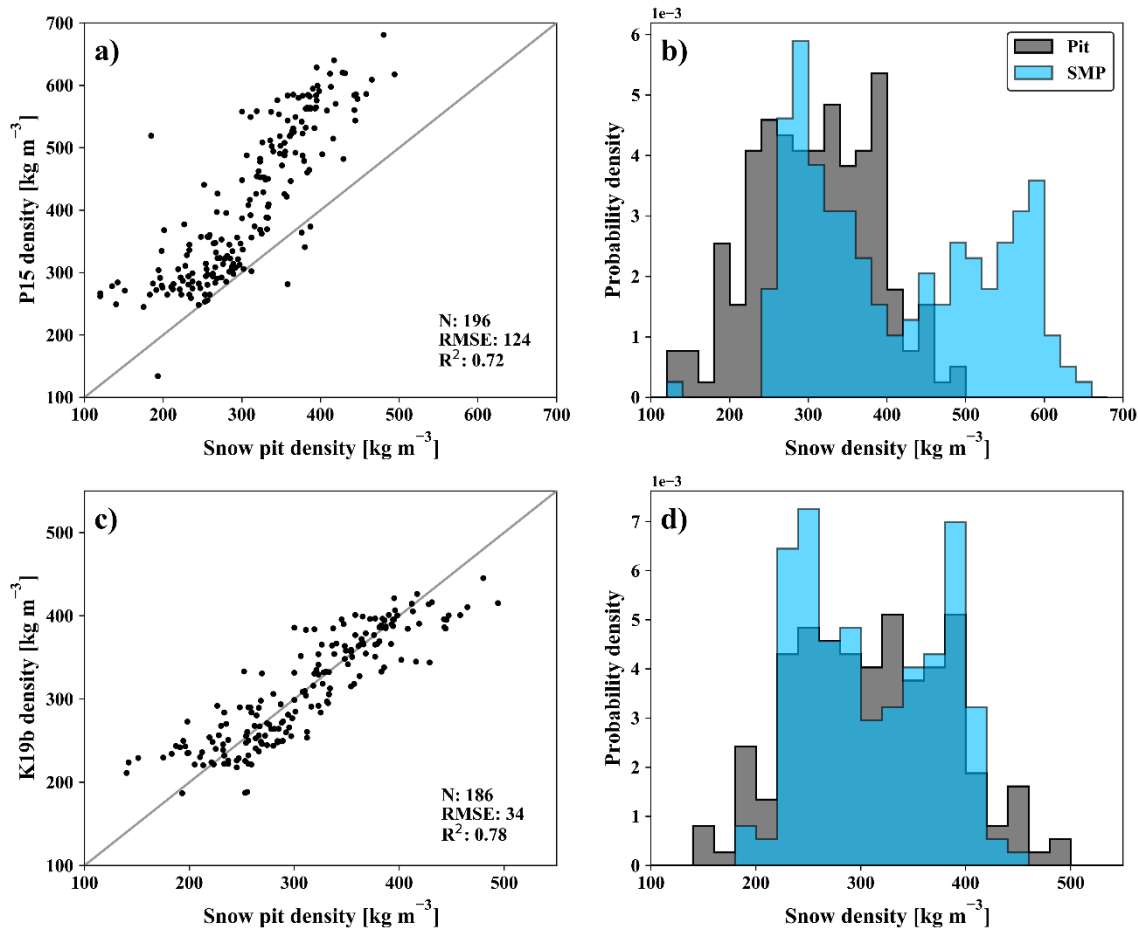 a)
700
600
500
400
300
200
100
P15 density [kg m⁻³]
N: 196
RMSE: 124
R²: 0.72
100 200 300 400 500 600 700
Snow pit density [kg m⁻³]
1e−3
b)
Pit
SMP
6
5
4
3
2
1
0
Probability density
100 200 300 400 500 600 700
Snow density [kg m⁻³]
c)
500
400
300
200
100
K19b density [kg m⁻³]
N: 186
RMSE: 34
R²: 0.78
100 200 300 400 500
Snow pit density [kg m⁻³]
1e−3
d)
7
6
5
4
3
2
1
0
Probability density
100 200 300 400 500
Snow density [kg m⁻³]